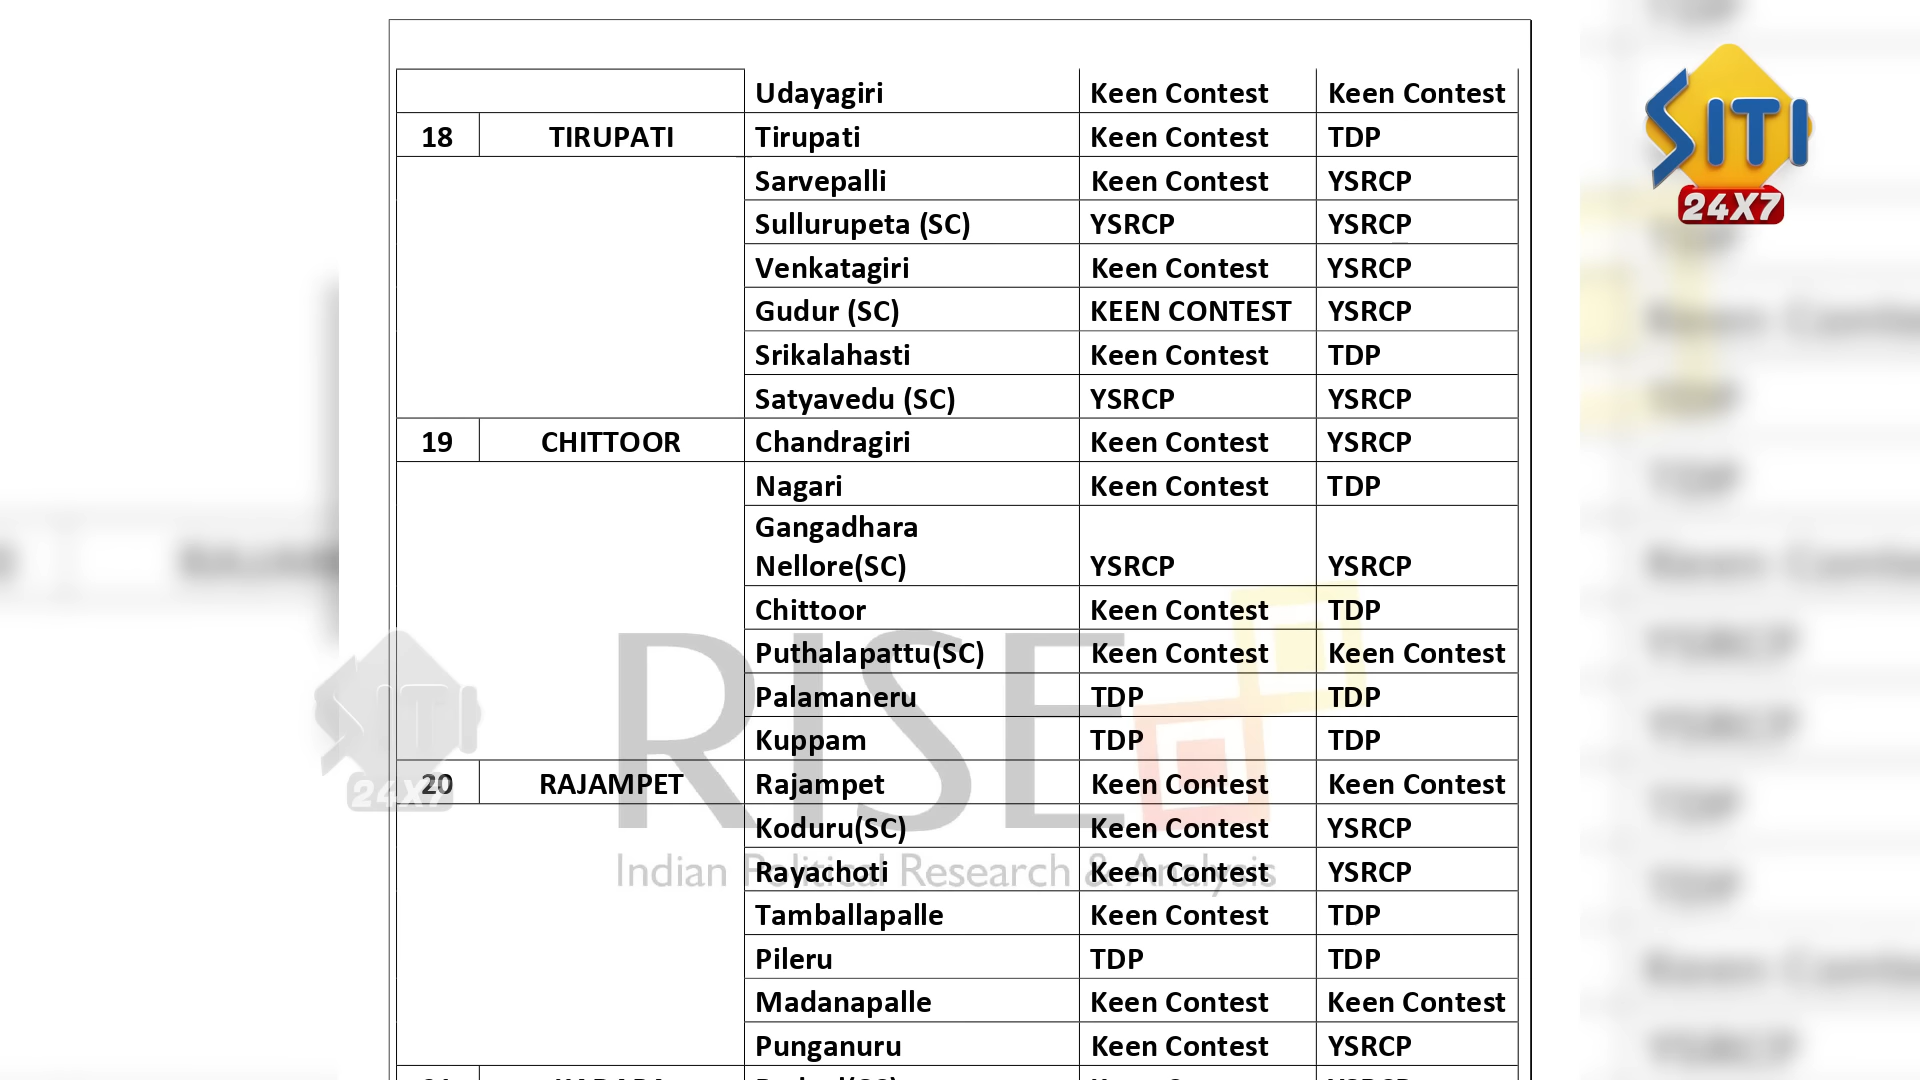 Udayagiri Keen Contest Keen Contest
18 TIRUPATI Tirupati Keen Contest TDP
Sarvepalli Keen Contest YSRCP
Sullurupeta (SC) YSRCP YSRCP
Venkatagiri Keen Contest YSRCP
Gudur (SC) KEEN CONTEST YSRCP
Srikalahasti Keen Contest TDP
Satyavedu (SC) YSRCP YSRCP
19 CHITTOOR Chandragiri Keen Contest YSRCP
Nagari Keen Contest TDP
Gangadhara
Nellore(SC) YSRCP YSRCP
Chittoor Keen Contest TDP
Puthalapattu(SC) Keen Contest Keen Contest
Palamaneru TDP TDP
Kuppam TDP TDP
20 RAJAMPET Rajampet Keen Contest Keen Contest
Koduru(SC) Keen Contest YSRCP
Rayachoti Keen Contest YSRCP
Tamballapalle Keen Contest TDP
Pileru TDP TDP
Madanapalle Keen Contest Keen Contest
Punganuru Keen Contest YSRCP
RISE
Indian Political Research & Analysis
SITI
24X7
SITI
24X7